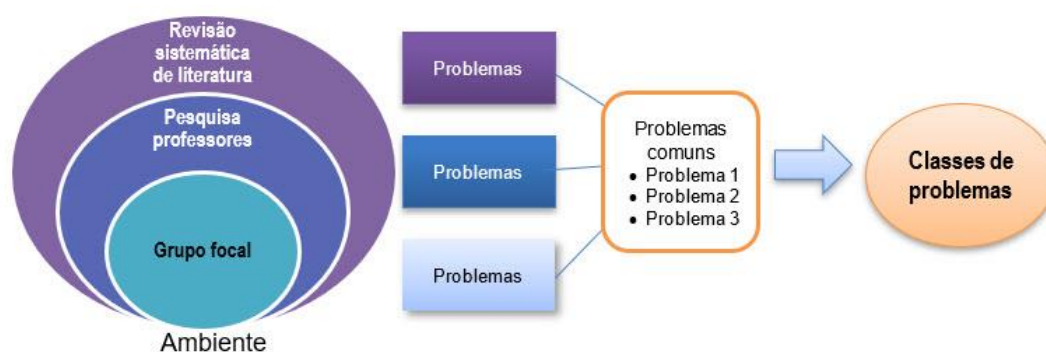 Revisão
sistemática
de literatura
Pesquisa
professores
Grupo focal
Ambiente
Problemas
Problemas
Problemas
Problemas
comuns
• Problema 1
• Problema 2
• Problema 3
Classes de
problemas